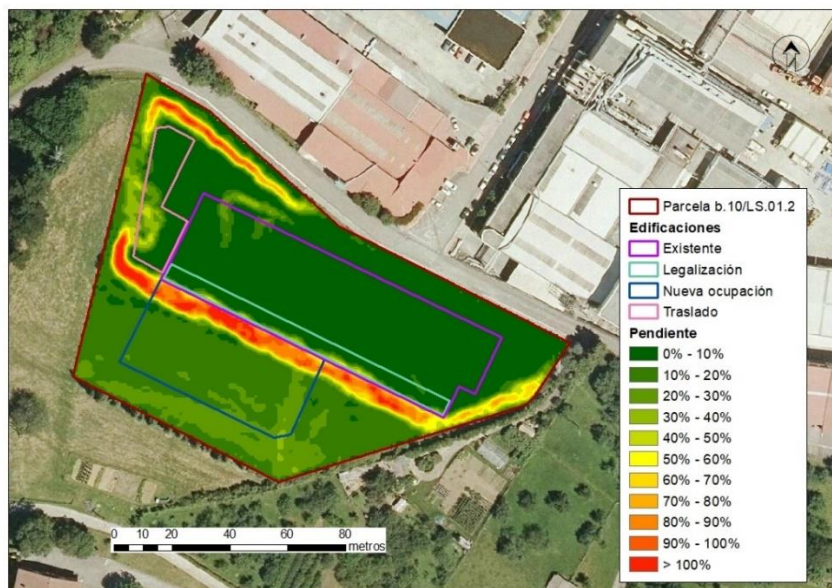 N
Parcela b.10/LS.01.2
Edificaciones
Existente
Legalización
Nueva ocupación
Traslado
Pendiente
0% - 10%
10% - 20%
20% - 30%
30% - 40%
40% - 50%
50% - 60%
60% - 70%
70% - 80%
80% - 90%
90% - 100%
> 100%
0 10 20 40 60 80
metros